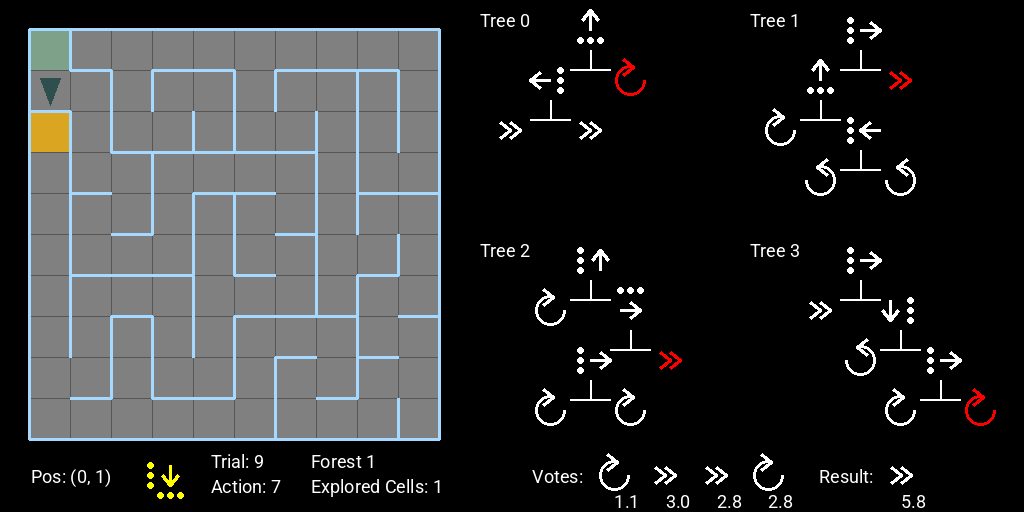 Tree 0
Tree 1
Tree 2
Tree 3
Pos: (0, 1)
Trial: 9
Action: 7
Forest 1
Explored Cells: 1
Votes:
1.1
3.0
2.8
2.8
Result:
5.8